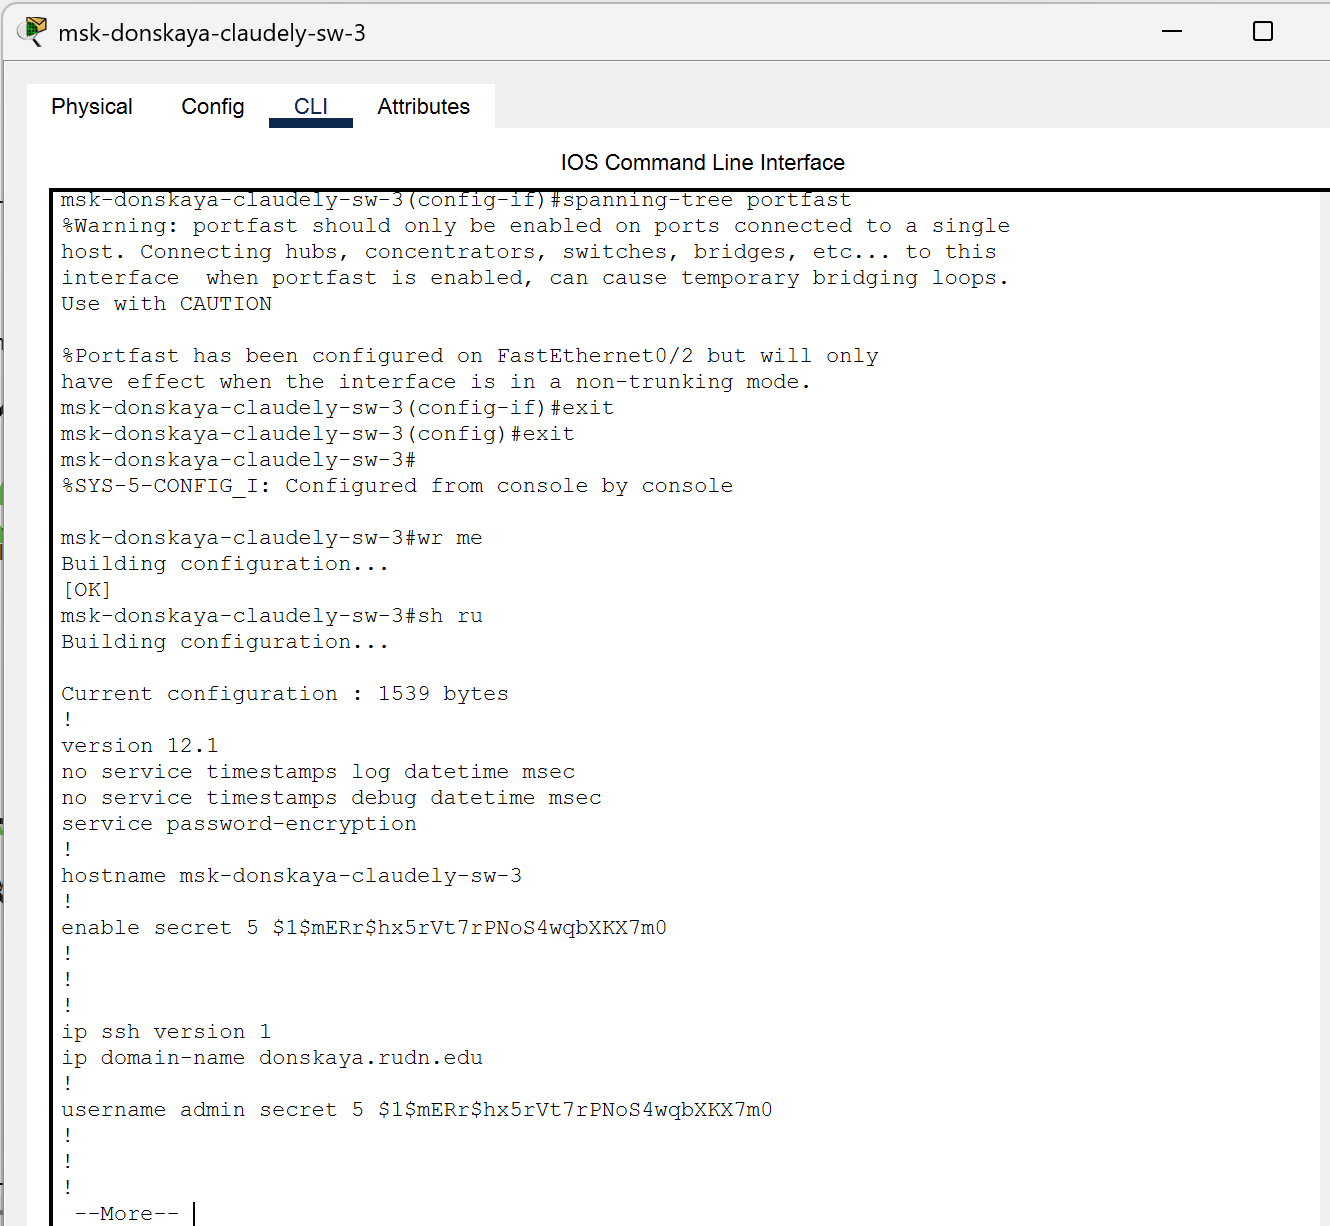 msk-donskaya-claudely-sw-3
Physical Config CLI Attributes
IOS Command Line Interface
msk-donskaya-claudely-sw-3(config-if)#spanning-tree portfast
%Warning: portfast should only be enabled on ports connected to a single
host. Connecting hubs, concentrators, switches, bridges, etc... to this
interface  when portfast is enabled, can cause temporary bridging loops.
Use with CAUTION
%Portfast has been configured on FastEthernet0/2 but will only
have effect when the interface is in a non-trunking mode.
msk-donskaya-claudely-sw-3(config-if)#exit
msk-donskaya-claudely-sw-3(config)#exit
msk-donskaya-claudely-sw-3#
%SYS-5-CONFIG_I: Configured from console by console
msk-donskaya-claudely-sw-3#wr me
Building configuration...
[OK]
msk-donskaya-claudely-sw-3#sh ru
Building configuration...
Current configuration : 1539 bytes
!
version 12.1
no service timestamps log datetime msec
no service timestamps debug datetime msec
service password-encryption
!
hostname msk-donskaya-claudely-sw-3
!
enable secret 5 $1$mERr$hx5rVt7rPNoS4wqbXKX7m0
!
!
!
ip ssh version 1
ip domain-name donskaya.rudn.edu
!
username admin secret 5 $1$mERr$hx5rVt7rPNoS4wqbXKX7m0
!
!
!
--More--